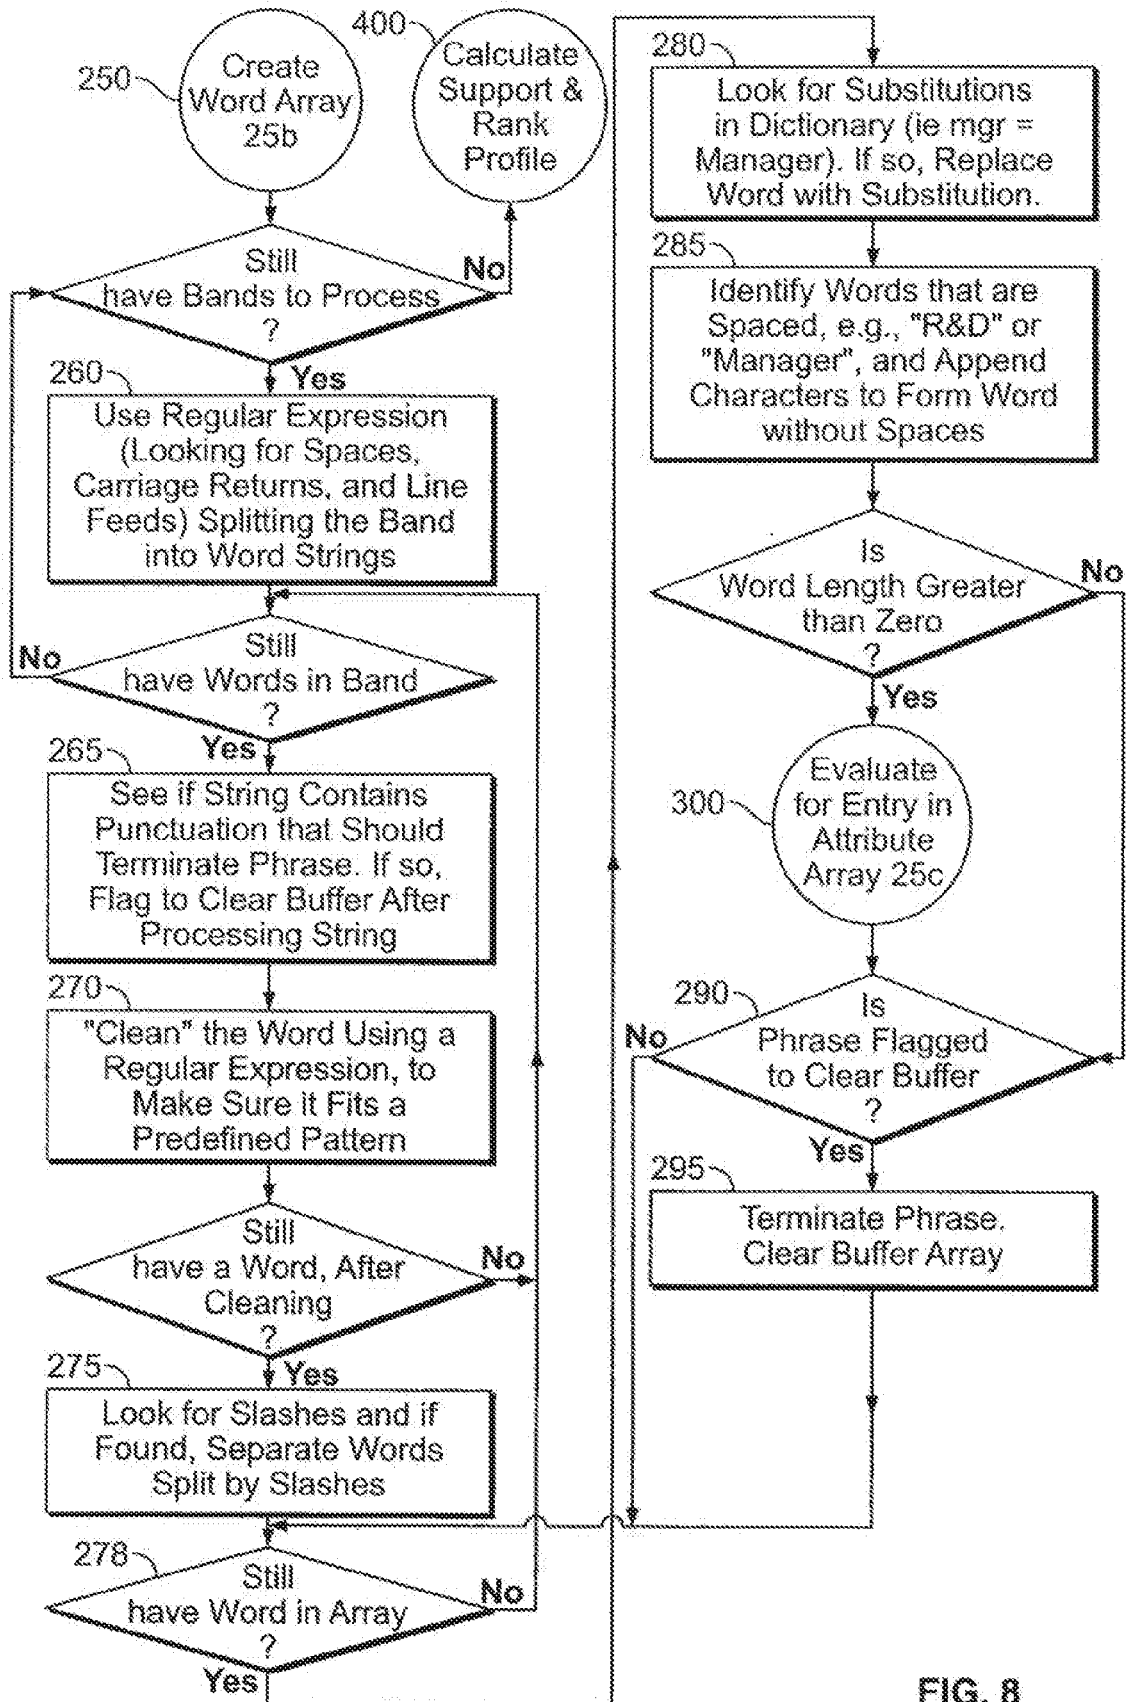 250
Create
Word Array
25b
400
Calculate
Support &
Rank
Profile
Still
have Bands to Process
?
No
Yes
260
Use Regular Expression
(Looking for Spaces,
Carriage Returns, and Line
Feeds) Splitting the Band
into Word Strings
No
Still
have Words in Band
?
Yes
265
See if String Contains
Punctuation that Should
Terminate Phrase. If so,
Flag to Clear Buffer After
Processing String
270
"Clean" the Word Using a
Regular Expression, to
Make Sure it Fits a
Predefined Pattern
Still
have a Word, After
Cleaning
?
No
Yes
275
Look for Slashes and if
Found, Separate Words
Split by Slashes
278
Still
have Word in Array
?
No
Yes
280
Look for Substitutions
in Dictionary (ie mgr =
Manager). If so, Replace
Word with Substitution.
285
Identify Words that are
Spaced, e.g., "R&D" or
"Manager", and Append
Characters to Form Word
without Spaces
Is
Word Length Greater
than Zero
?
No
Yes
300
Evaluate
for Entry in
Attribute
Array 25c
290
No
Is
Phrase Flagged
to Clear Buffer
?
Yes
295
Terminate Phrase.
Clear Buffer Array
FIG. 8